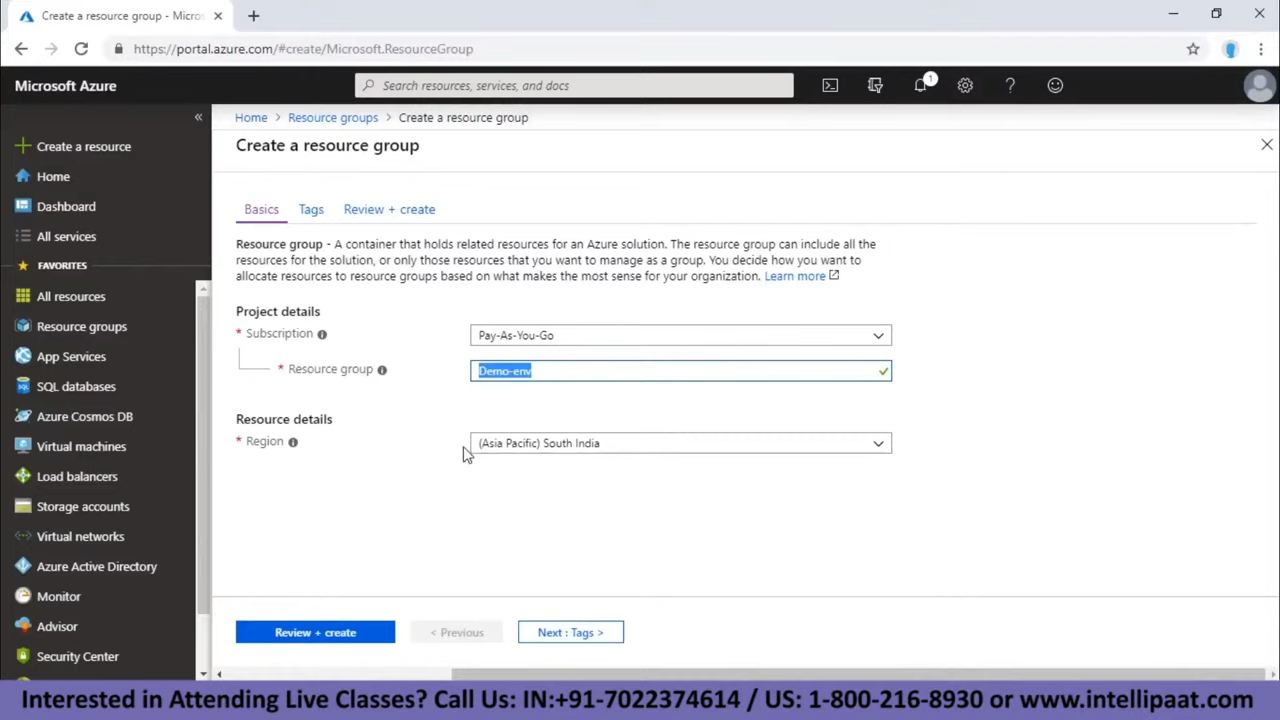 Create a resource group - Micros
https://portal.azure.com/#create/Microsoft.ResourceGroup
Microsoft Azure
Search resources, services, and docs
1
Home > Resource groups > Create a resource group
Create a resource group
Create a resource
Home
Dashboard
All services
FAVORITES
All resources
Resource groups
App Services
SQL databases
Azure Cosmos DB
Virtual machines
Load balancers
Storage accounts
Virtual networks
Azure Active Directory
Monitor
Advisor
Security Center
Basics Tags Review + create
Resource group - A container that holds related resources for an Azure solution. The resource group can include all the
resources for the solution, or only those resources that you want to manage as a group. You decide how you want to
allocate resources to resource groups based on what makes the most sense for your organization. Learn more
Project details
* Subscription Pay-As-You-Go
* Resource group Demo-env
Resource details
* Region (Asia Pacific) South India
Review + create < Previous Next : Tags >
Interested in Attending Live Classes? Call Us: IN:+91-7022374614 / US: 1-800-216-8930 or www.intellipaat.com